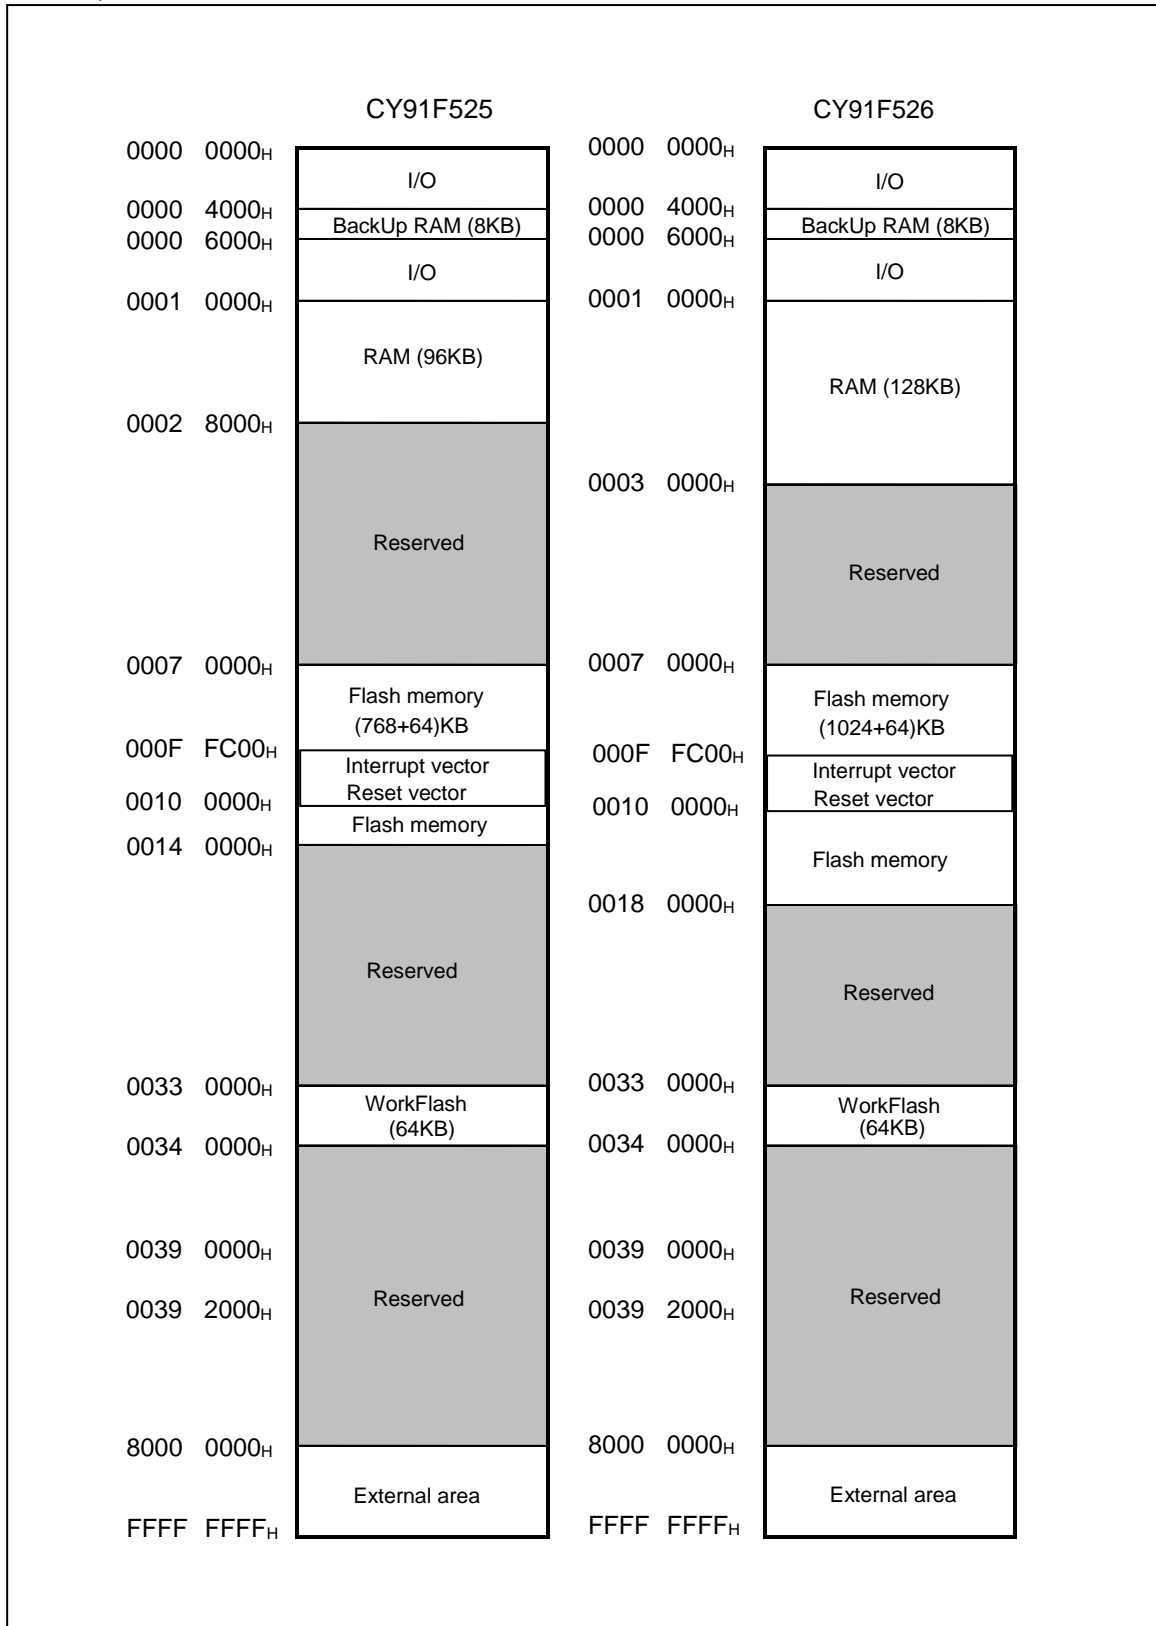 CY91F525
0000 0000H
I/O
0000 4000H
BackUp RAM (8KB)
0000 6000H
I/O
0001 0000H
RAM (96KB)
0002 8000H
Reserved
0007 0000H
Flash memory
(768+64)KB
000F FC00H
Interrupt vector
Reset vector
0010 0000H
Flash memory
0014 0000H
Reserved
0033 0000H
WorkFlash
(64KB)
0034 0000H
0039 0000H
Reserved
0039 2000H
8000 0000H
External area
FFFF FFFFH
CY91F526
0000 0000H
I/O
0000 4000H
BackUp RAM (8KB)
0000 6000H
I/O
0001 0000H
RAM (128KB)
0003 0000H
Reserved
0007 0000H
Flash memory
(1024+64)KB
000F FC00H
Interrupt vector
Reset vector
0010 0000H
Flash memory
0018 0000H
Reserved
0033 0000H
WorkFlash
(64KB)
0034 0000H
0039 0000H
Reserved
0039 2000H
8000 0000H
External area
FFFF FFFFH